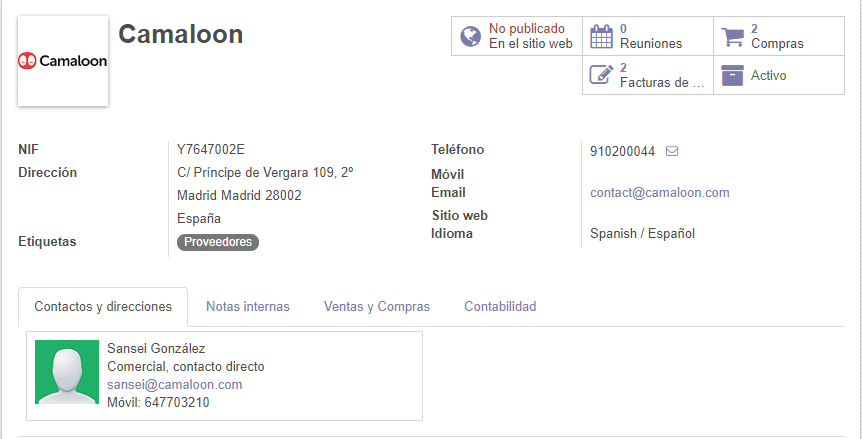 Camaloon
Camaloon
No publicado
En el sitio web
0
Reuniones
2
Compras
2
Facturas de ...
Activo
NIF
Y7647002E
Dirección
C/ Príncipe de Vergara 109, 2º
Madrid Madrid 28002
España
Etiquetas
Proveedores
Teléfono
910200044
Móvil
Email
contact@camaloon.com
Sitio web
Idioma
Spanish / Español
Contactos y direcciones
Notas internas
Ventas y Compras
Contabilidad
Sansei González
Comercial, contacto directo
sansei@camaloon.com
Móvil: 647703210